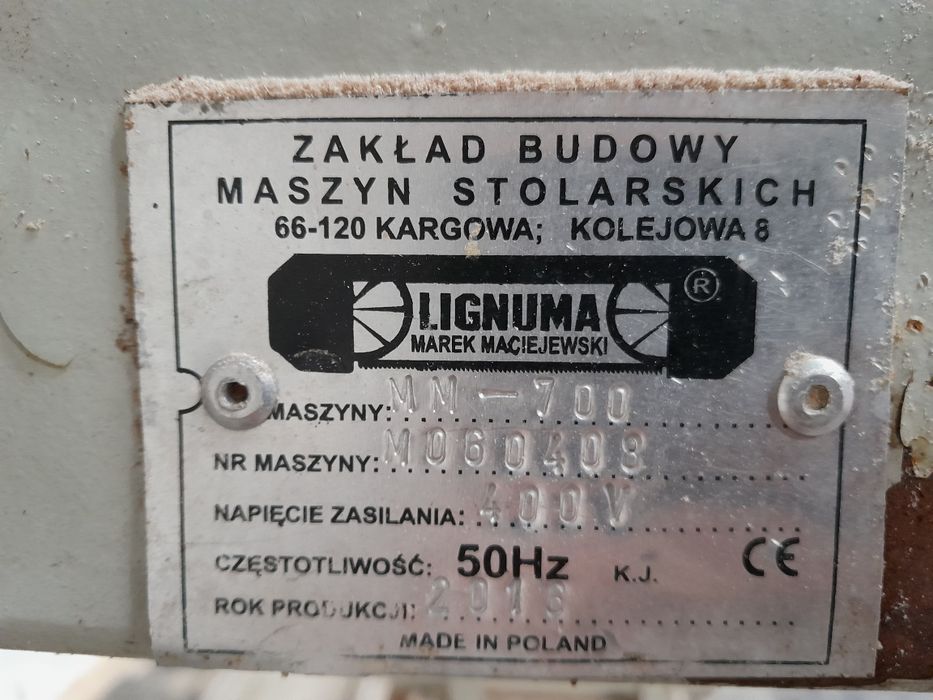 ZAKŁAD BUDOWY
MASZYN STOLARSKICH
66-120 KARGOWA; KOLEJOWA 8
®
LIGNUMA
MAREK MACIEJEWSKI
MASZYNY: MM-700
NR MASZYNY: M060408
NAPIĘCIE ZASILANIA: 400V
CZĘSTOTLIWOŚĆ: 50Hz K.J. CE
ROK PRODUKCJI:
MADE IN POLAND